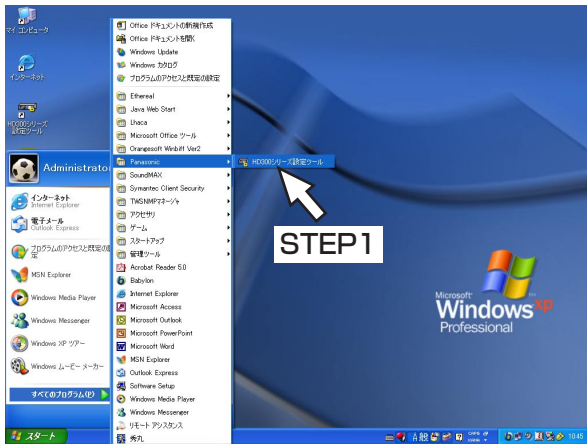 マイ コンピュータ
インターネット
HD300シリーズ
設定ツール
Office ドキュメントの新規作成
Office ドキュメントを開く
Windows Update
Windows カタログ
プログラムのアクセスと既定の設定
Ethereal
Java Web Start
Lhaca
Microsoft Office ツール
Orangesoft Winbiff Ver2
Panasonic
SoundMAX
Symantec Client Security
TWSNMPマネージャ
アクセサリ
ゲーム
スタートアップ
管理ツール
Acrobat Reader 5.0
Babylon
Internet Explorer
Microsoft Access
Microsoft Outlook
Microsoft PowerPoint
Microsoft Word
MSN Explorer
Outlook Express
Software Setup
Windows Media Player
Windows Messenger
リモート アシスタンス
秀丸
HD300シリーズ設定ツール
STEP1
Administrato
インターネット
Internet Explorer
電子メール
Outlook Express
プログラムのアクセスと既定の設
定
MSN Explorer
Windows Media Player
Windows Messenger
Windows XP ツアー
Windows ムービー メーカー
すべてのプログラム(P)
Microsoft
Windows xp
Professional
スタート
A 般
CAPS
KANA
10:45